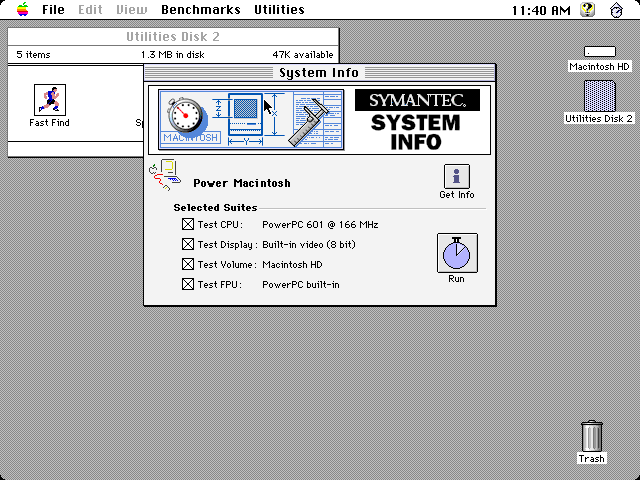 File Edit View Benchmarks Utilities 11:40 AM
Utilities Disk 2
5 items 1.3 MB in disk 47K available
Fast Find
System Info
MACINTOSH
Z
X
Y
SYMANTEC.
SYSTEM
INFO
Power Macintosh
Get Info
Selected Suites
Test CPU: PowerPC 601 @ 166 MHz
Test Display: Built-in video (8 bit)
Test Volume: Macintosh HD
Test FPU: PowerPC built-in
Run
Macintosh HD
Utilities Disk 2
Trash